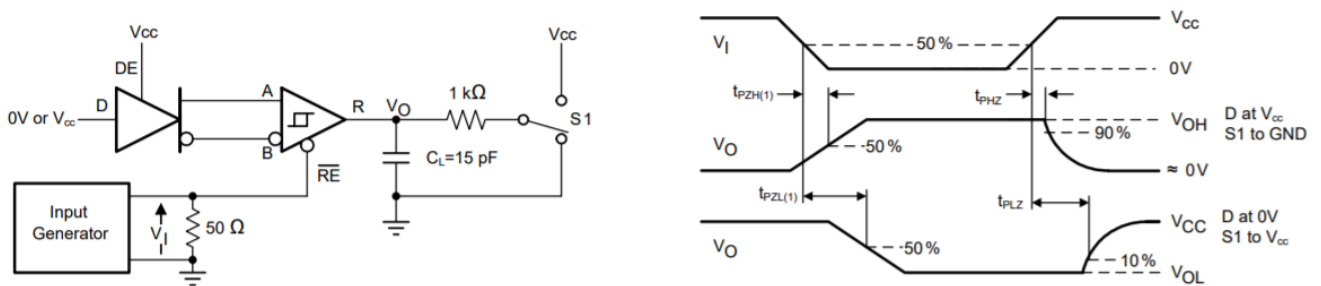 Vcc
DE
D
0V or Vcc
A
B
R
VO
1 kΩ
Vcc
S1
CL=15 pF
RE
Input
Generator
VI
50 Ω
VI
50 %
VCC
0V
tPZH(1)
tPHZ
VO
50 %
90 %
VOH
≈ 0V
D at Vcc
S1 to GND
tPZL(1)
tPLZ
VO
50 %
10 %
VCC
VOL
D at 0V
S1 to Vcc